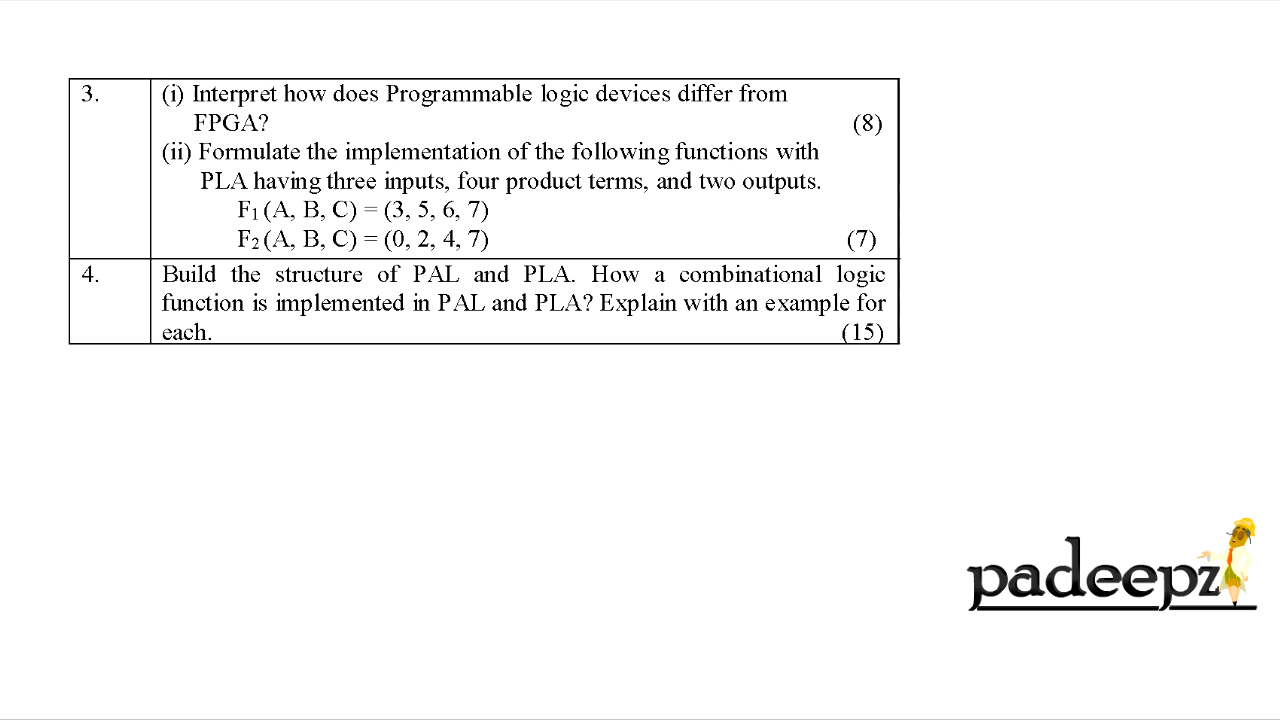 3.
(i) Interpret how does Programmable logic devices differ from
FPGA? (8)
(ii) Formulate the implementation of the following functions with
PLA having three inputs, four product terms, and two outputs.
F1 (A, B, C) = (3, 5, 6, 7)
F2 (A, B, C) = (0, 2, 4, 7) (7)
4.
Build the structure of PAL and PLA. How a combinational logic
function is implemented in PAL and PLA? Explain with an example for
each. (15)
padeepz